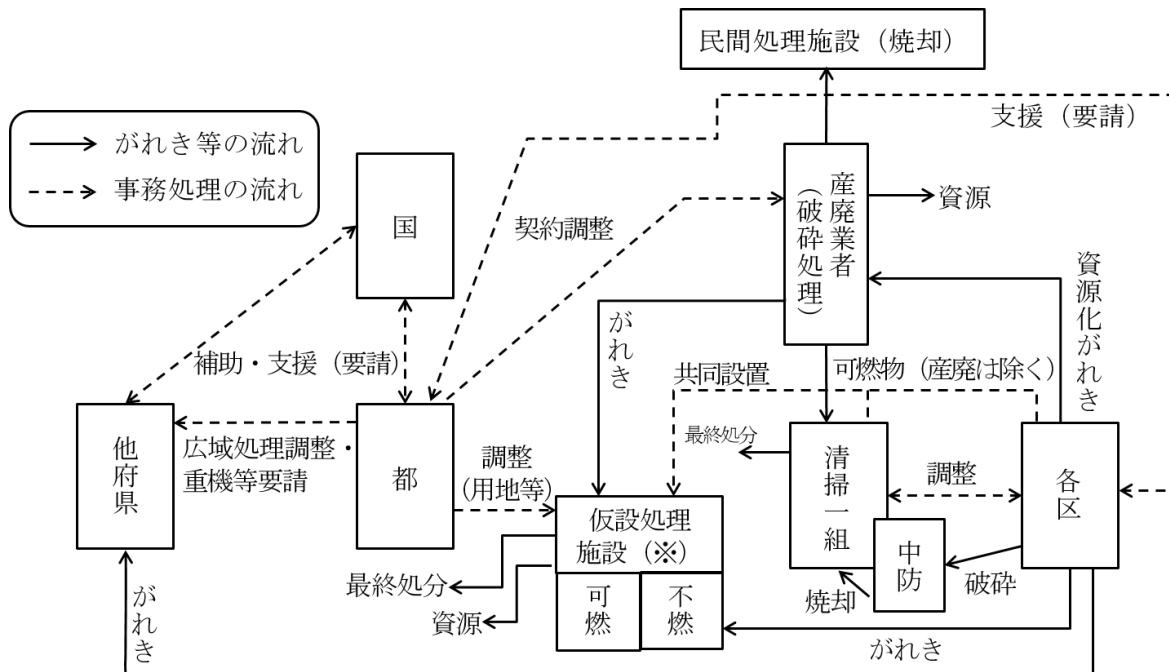 民間処理施設（焼却）
がれき等の流れ
事務処理の流れ
支援（要請）
国
契約調整
産廃業者
（破砕処理）
資源
資源化がれき
がれき
補助・支援（要請）
共同設置
可燃物（産廃は除く）
他府県
広域処理調整・
重機等要請
都
調整
（用地等）
最終処分
清掃一組
調整
各区
仮設処理
施設（※）
中防
破砕
焼却
最終処分
資源
可燃
不燃
がれき
がれき